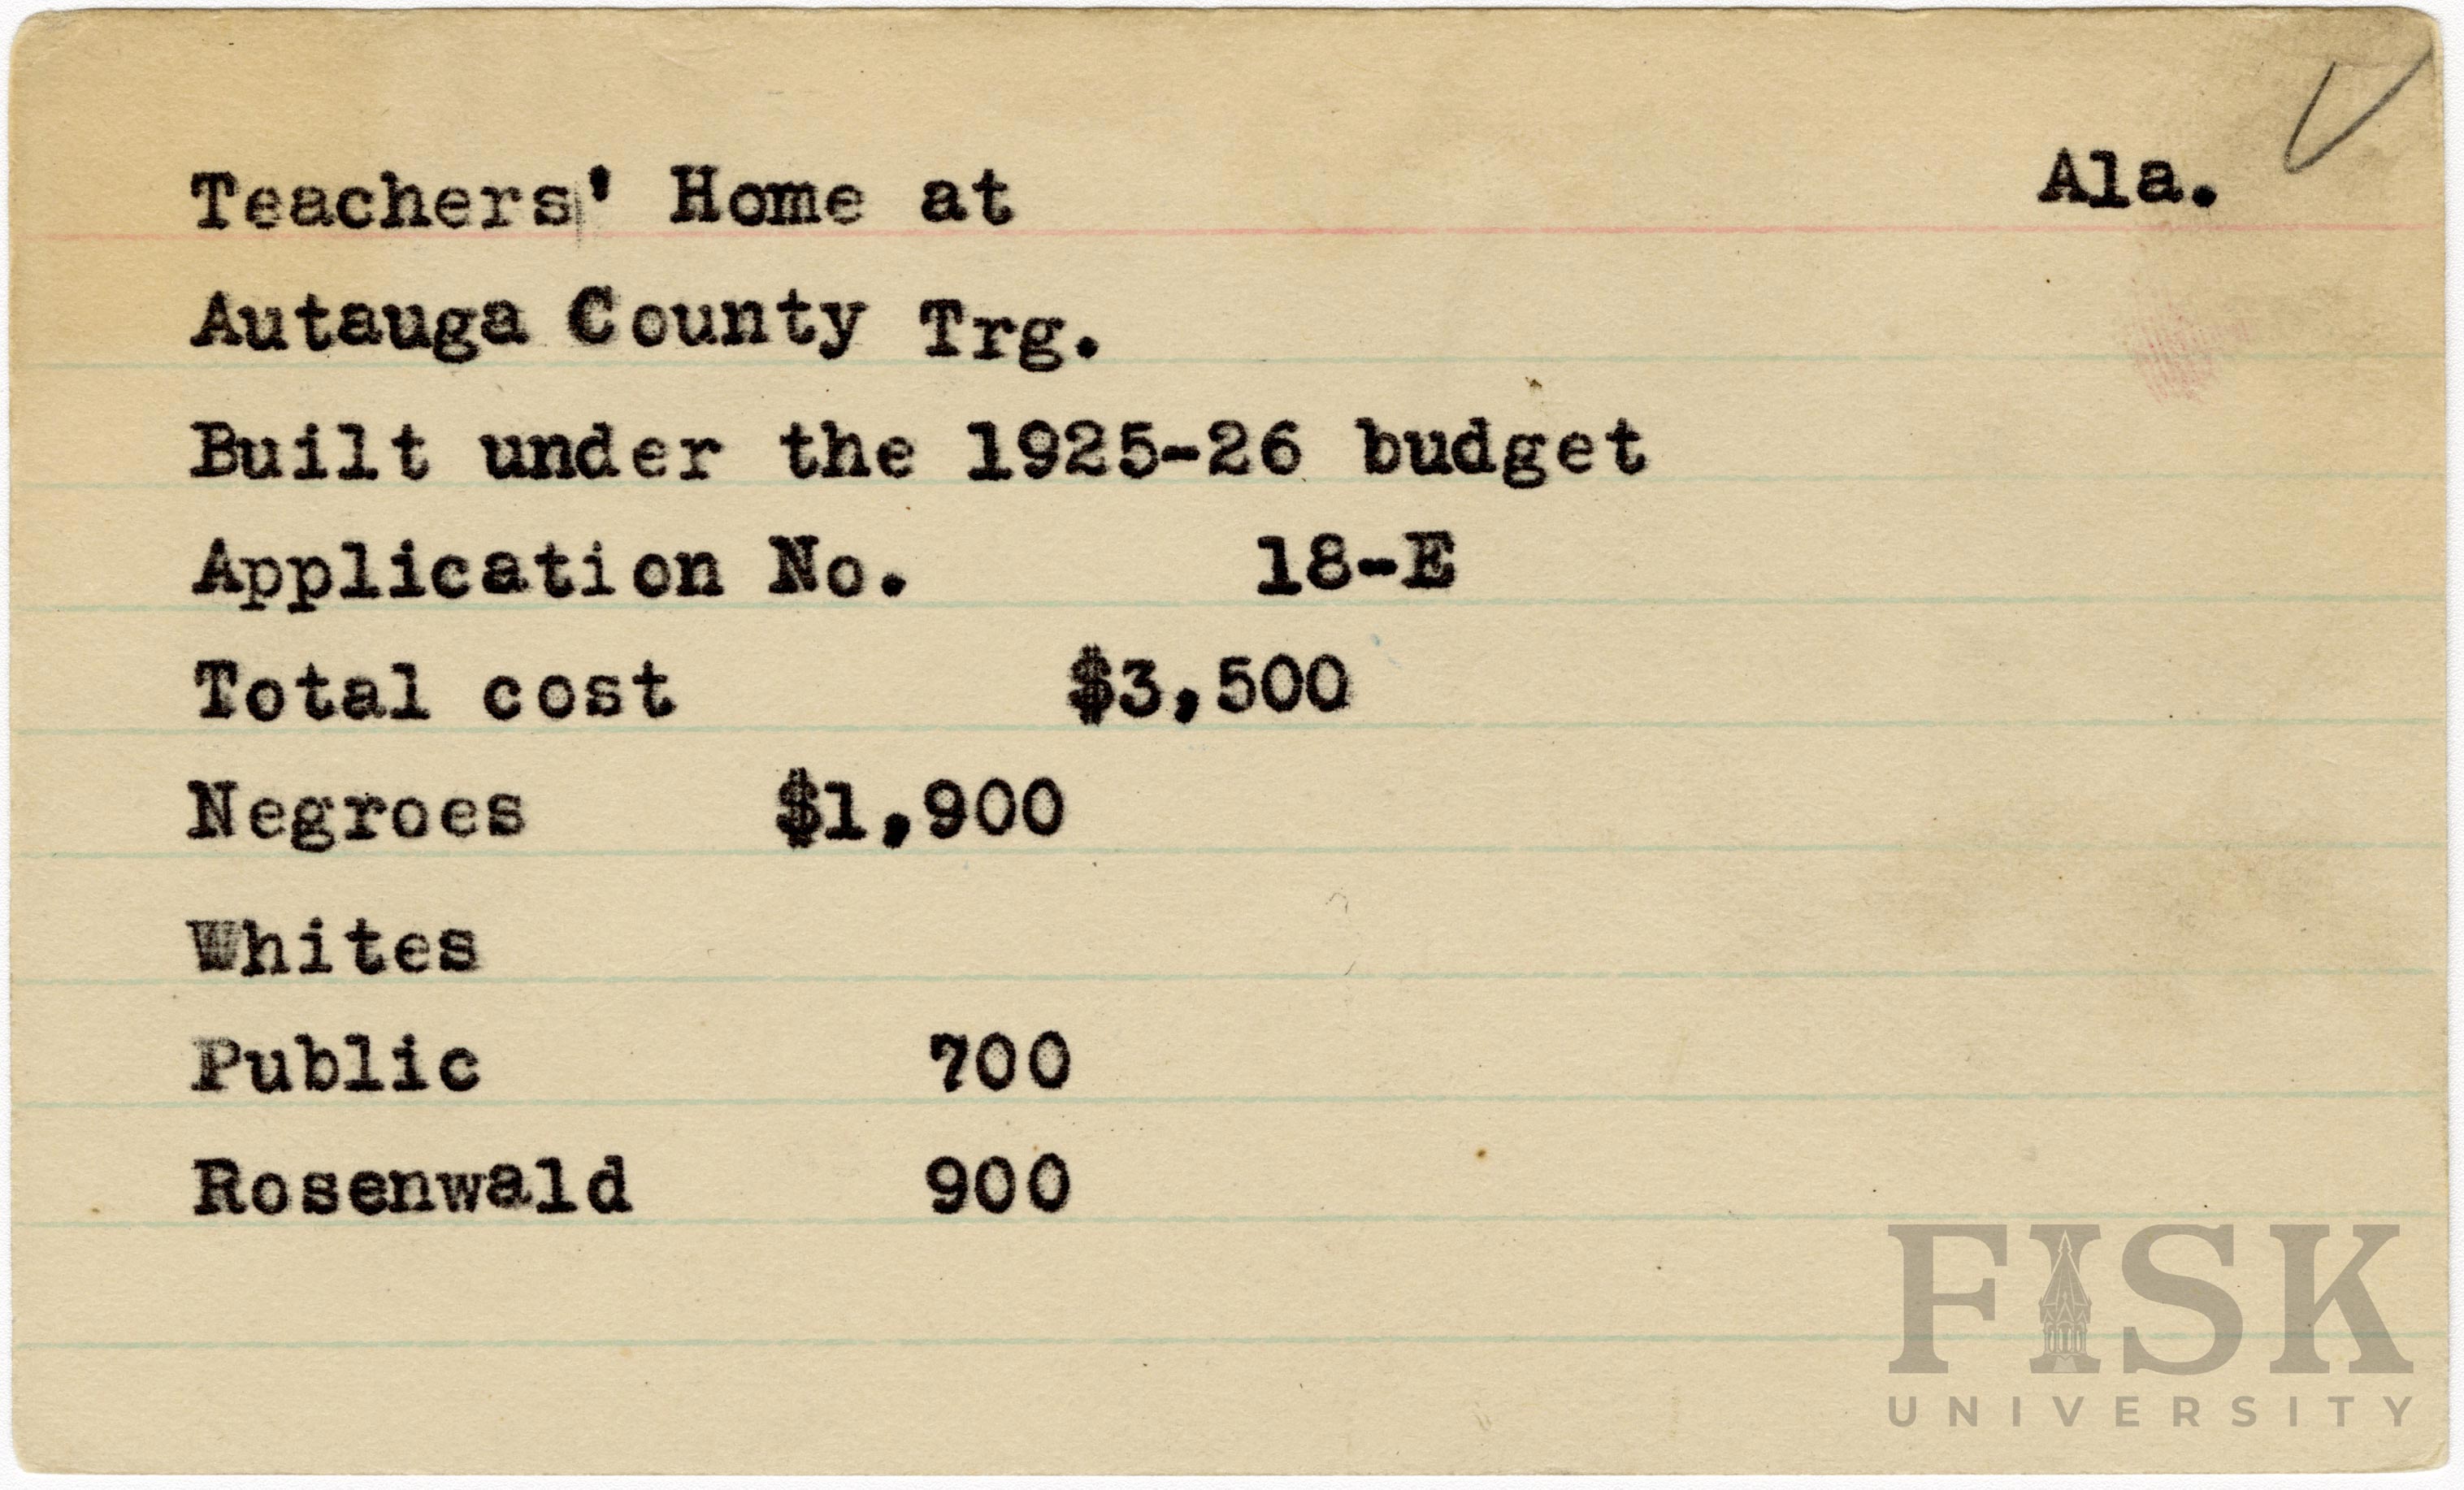 Teachers' Home at Ala.
Autauga County Trg.
Built under the 1925-26 budget
Application No. 18-E
Total cost $3,500
Negroes $1,900
Whites
Public 700
Rosenwald 900
FISK
UNIVERSITY